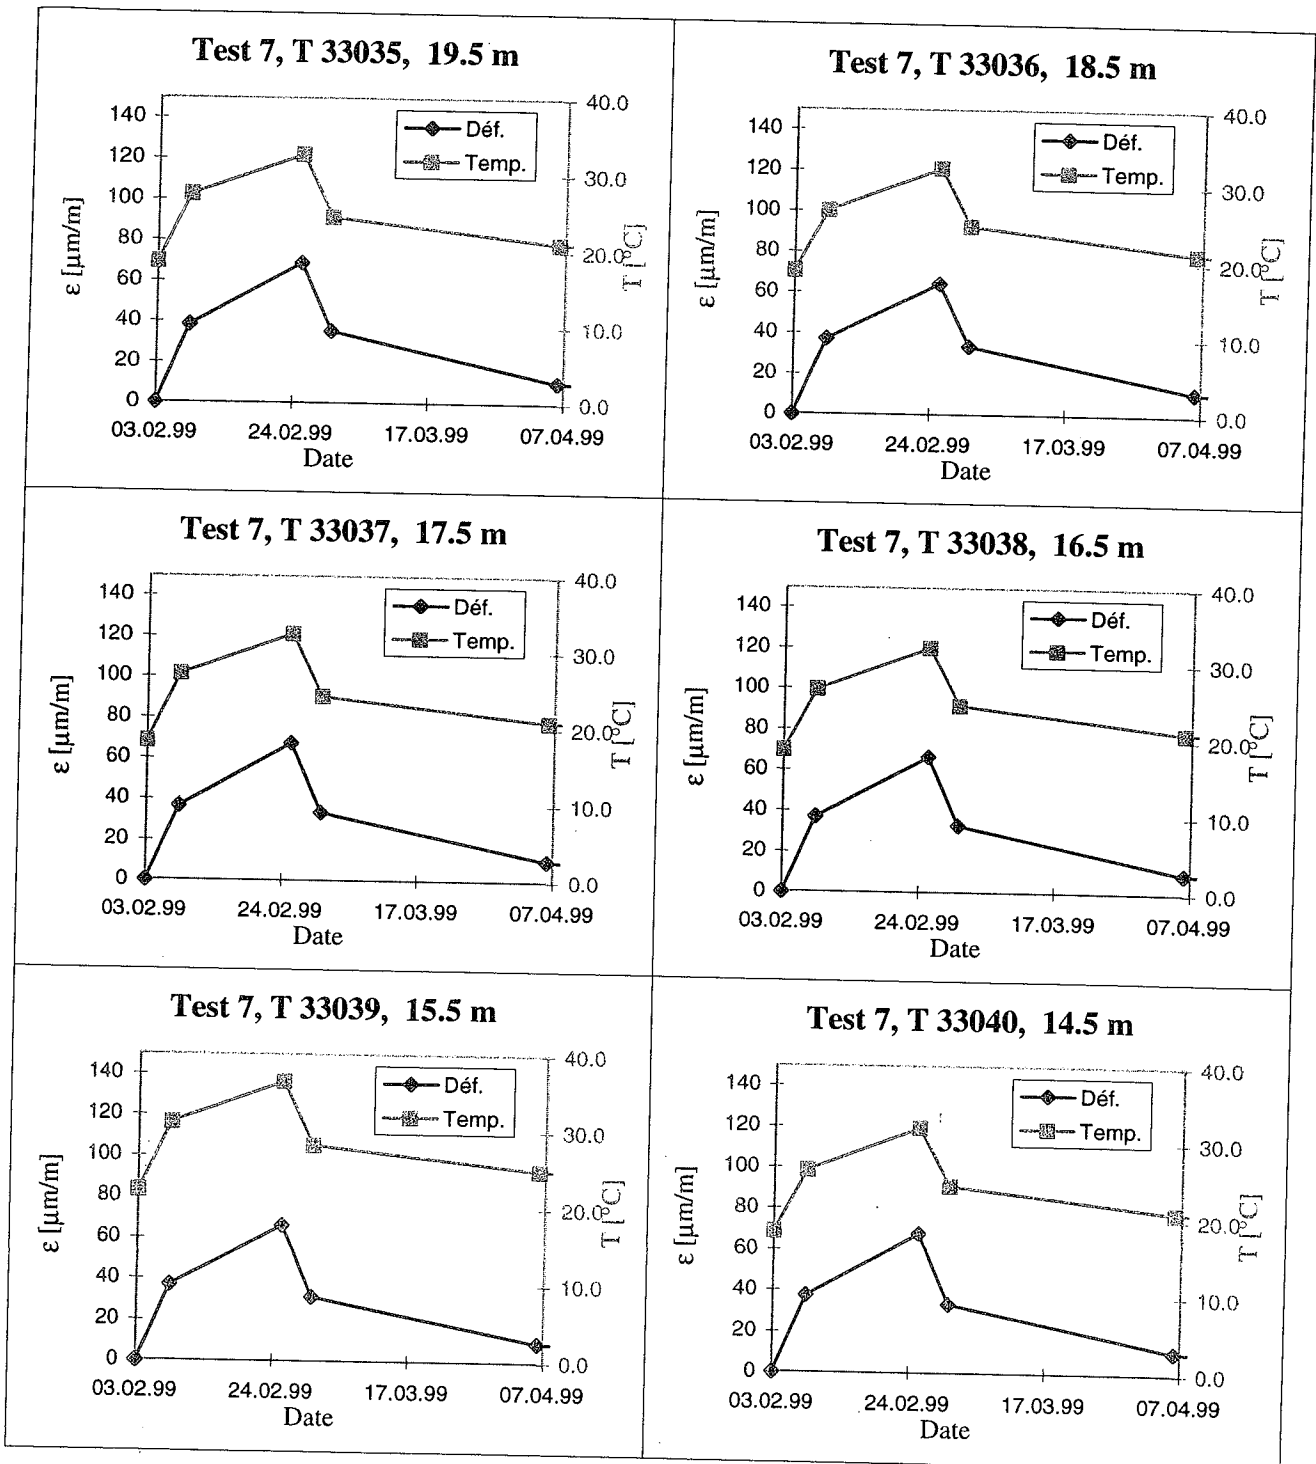 Test 7, T 33035, 19.5 m
140
120
100
80
60
40
20
0
ε [µm/m]
Déf.
Temp.
40.0
30.0
20.0
10.0
0.0
T [°C]
03.02.99 24.02.99 17.03.99 07.04.99
Date
Test 7, T 33036, 18.5 m
140
120
100
80
60
40
20
0
ε [µm/m]
Déf.
Temp.
40.0
30.0
20.0
10.0
0.0
T [°C]
03.02.99 24.02.99 17.03.99 07.04.99
Date
Test 7, T 33037, 17.5 m
140
120
100
80
60
40
20
0
ε [µm/m]
Déf.
Temp.
40.0
30.0
20.0
10.0
0.0
T [°C]
03.02.99 24.02.99 17.03.99 07.04.99
Date
Test 7, T 33038, 16.5 m
140
120
100
80
60
40
20
0
ε [µm/m]
Déf.
Temp.
40.0
30.0
20.0
10.0
0.0
T [°C]
03.02.99 24.02.99 17.03.99 07.04.99
Date
Test 7, T 33039, 15.5 m
140
120
100
80
60
40
20
0
ε [µm/m]
Déf.
Temp.
40.0
30.0
20.0
10.0
0.0
T [°C]
03.02.99 24.02.99 17.03.99 07.04.99
Date
Test 7, T 33040, 14.5 m
140
120
100
80
60
40
20
0
ε [µm/m]
Déf.
Temp.
40.0
30.0
20.0
10.0
0.0
T [°C]
03.02.99 24.02.99 17.03.99 07.04.99
Date